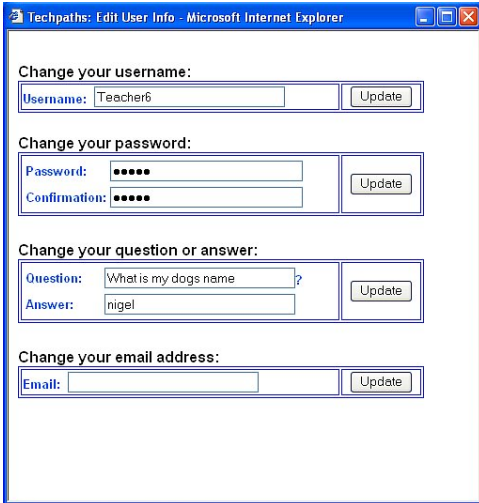 Techpaths: Edit User Info - Microsoft Internet Explorer
Change your username:
Username: Teacher6 Update
Change your password:
Password: ●●●●●
Update
Confirmation: ●●●●●
Change your question or answer:
Question: What is my dogs name ?
Update
Answer: nigel
Change your email address:
Email: Update